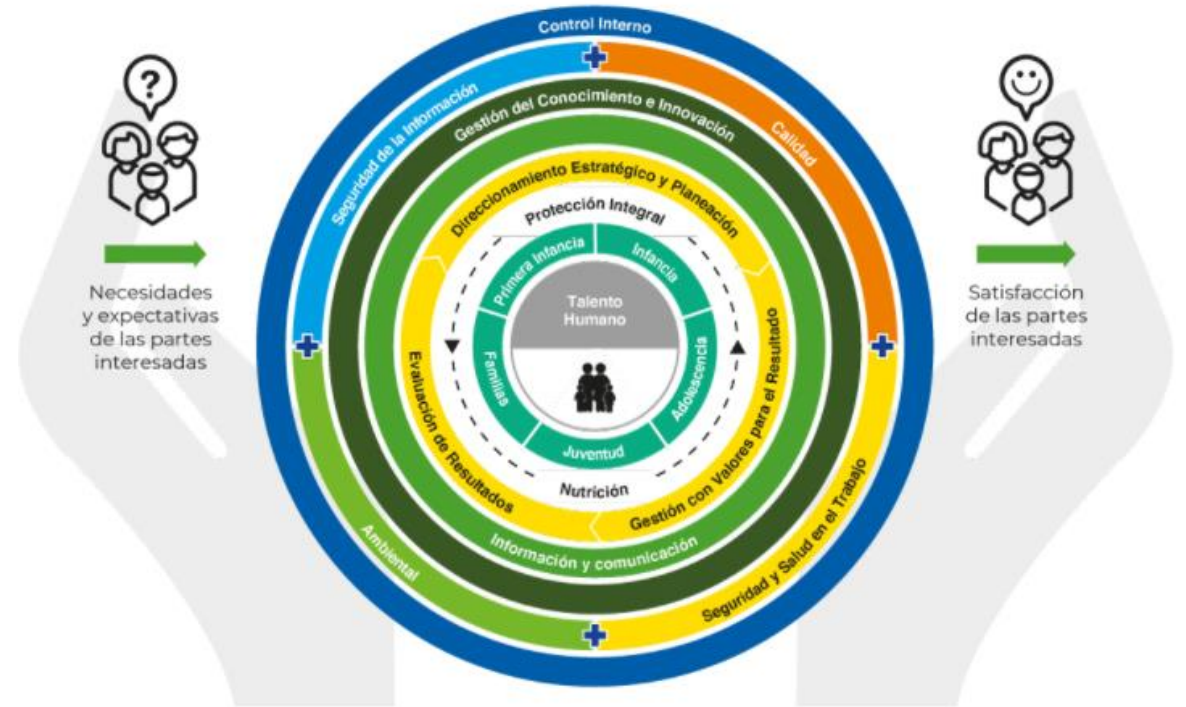 Control Interno
Seguridad de la Información
Calidad
Gestión del Conocimiento e Innovación
Direccionamiento Estratégico y Planeación
Protección Integral
Primera Infancia
Infancia
Talento
Humano
Familias
Adolescencia
Juventud
Nutrición
Evaluación de Resultados
Gestión con Valores para el Resultado
Información y comunicación
Ambiental
Seguridad y Salud en el Trabajo
?
Necesidades
y expectativas
de las partes
interesadas
Satisfacción
de las partes
interesadas